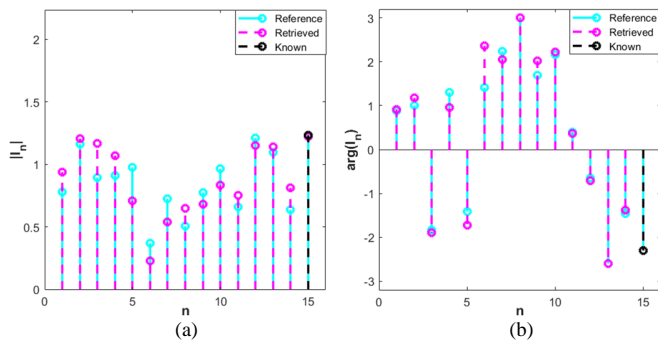 2
1.5
1
0.5
0
0
5
10
15
|I_n|
n
Reference
Retrieved
Known
(a)
3
2
1
0
-1
-2
-3
0
5
10
15
arg(I_n)
n
Reference
Retrieved
Known
(b)